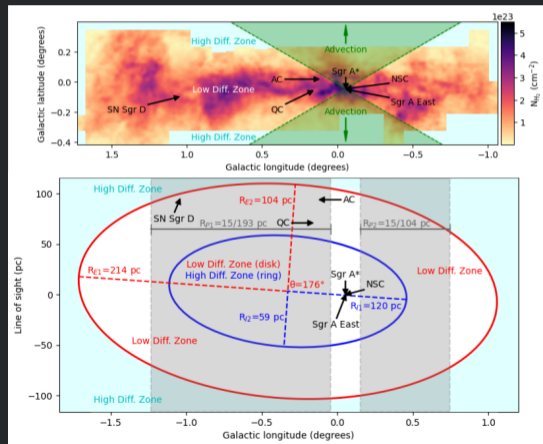 1e23
High Diff. Zone
Advection
AC
Sgr A*
NSC
Low Diff. Zone
SN Sgr D
QC
Sgr A East
Advection
High Diff. Zone
0.2
0.0
−0.2
−0.4
Galactic latitude (degrees)
1.5
1.0
0.5
0.0
−0.5
−1.0
Galactic longitude (degrees)
5
4
3
2
1
N_H₂ (cm⁻²)
High Diff. Zone
R_E2=104 pc
AC
SN Sgr D
R_P1=15/193 pc
QC
R_P2=15/104 pc
Low Diff. Zone (disk)
High Diff. Zone (ring)
Low Diff. Zone
R_E1=214 pc
θ=176°
Sgr A*
NSC
R_I1=120 pc
R_I2=59 pc
Sgr A East
Low Diff. Zone
High Diff. Zone
100
50
0
−50
−100
Line of sight (pc)
−1.5
−1.0
−0.5
0.0
0.5
1.0
Galactic longitude (degrees)